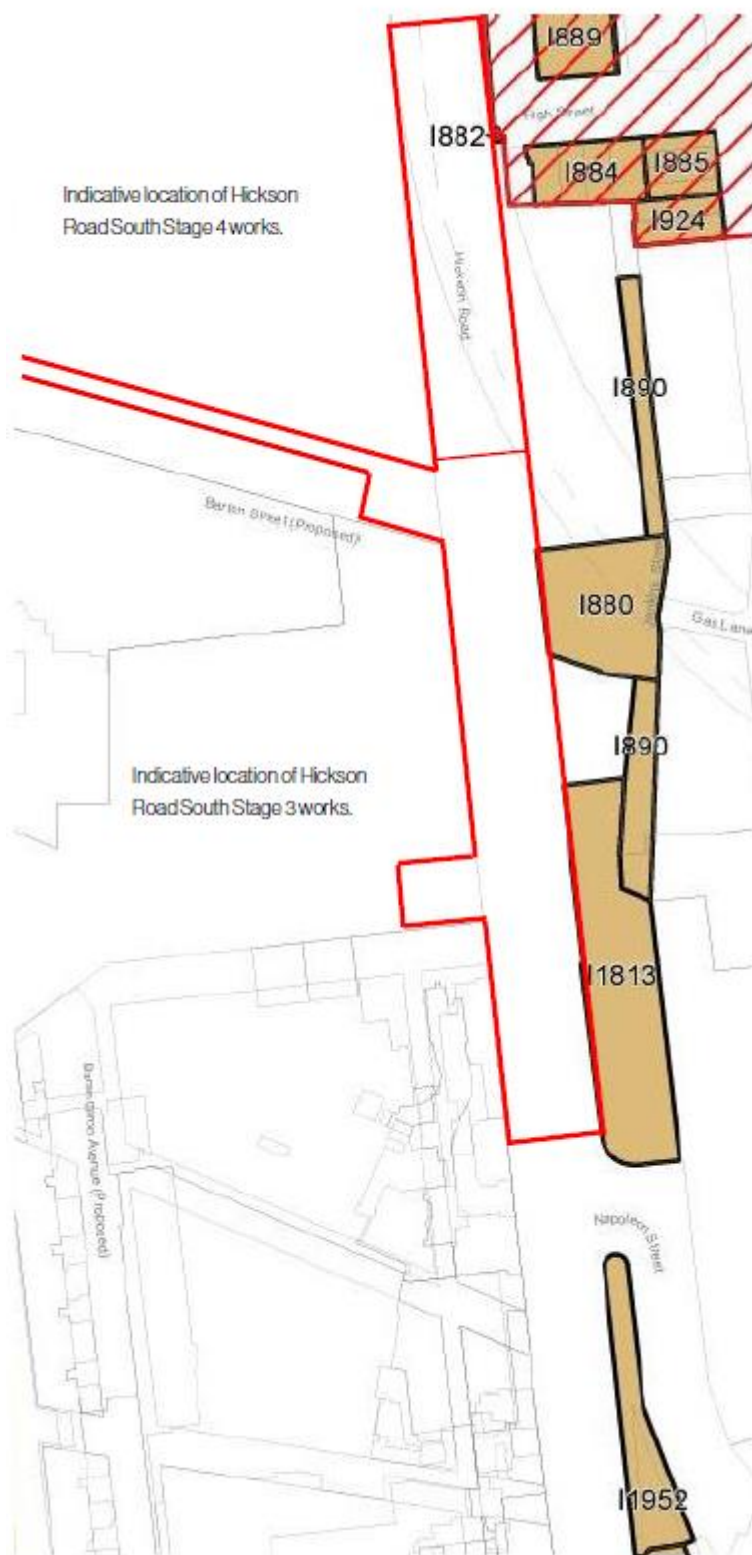 I889
High Street
I882
I884
I885
I924
Indicative location of Hickson
Road South Stage 4 works.
Hickson Road
I890
Barton Street (Proposed)
I880
Gas Lane
I890
Indicative location of Hickson
Road South Stage 3 works.
I1813
Barangaroo Avenue (Proposed)
Napoleon Street
I1952